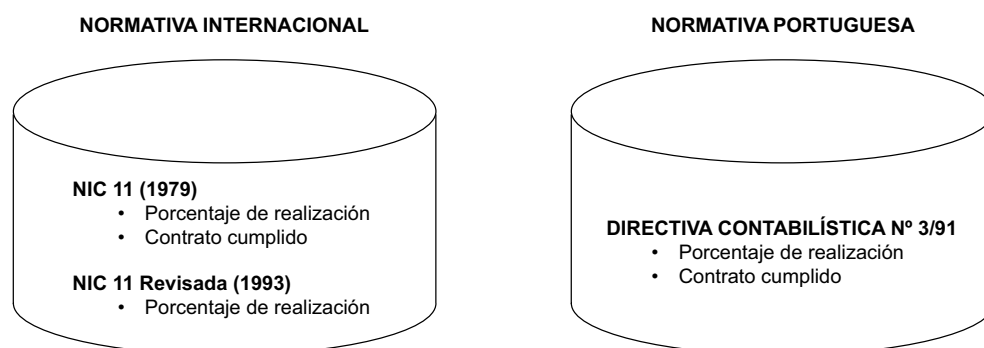 NORMATIVA INTERNACIONAL
NIC 11 (1979)
• Porcentaje de realización
• Contrato cumplido
NIC 11 Revisada (1993)
• Porcentaje de realización
NORMATIVA PORTUGUESA
DIRECTIVA CONTABILÍSTICA Nº 3/91
• Porcentaje de realización
• Contrato cumplido